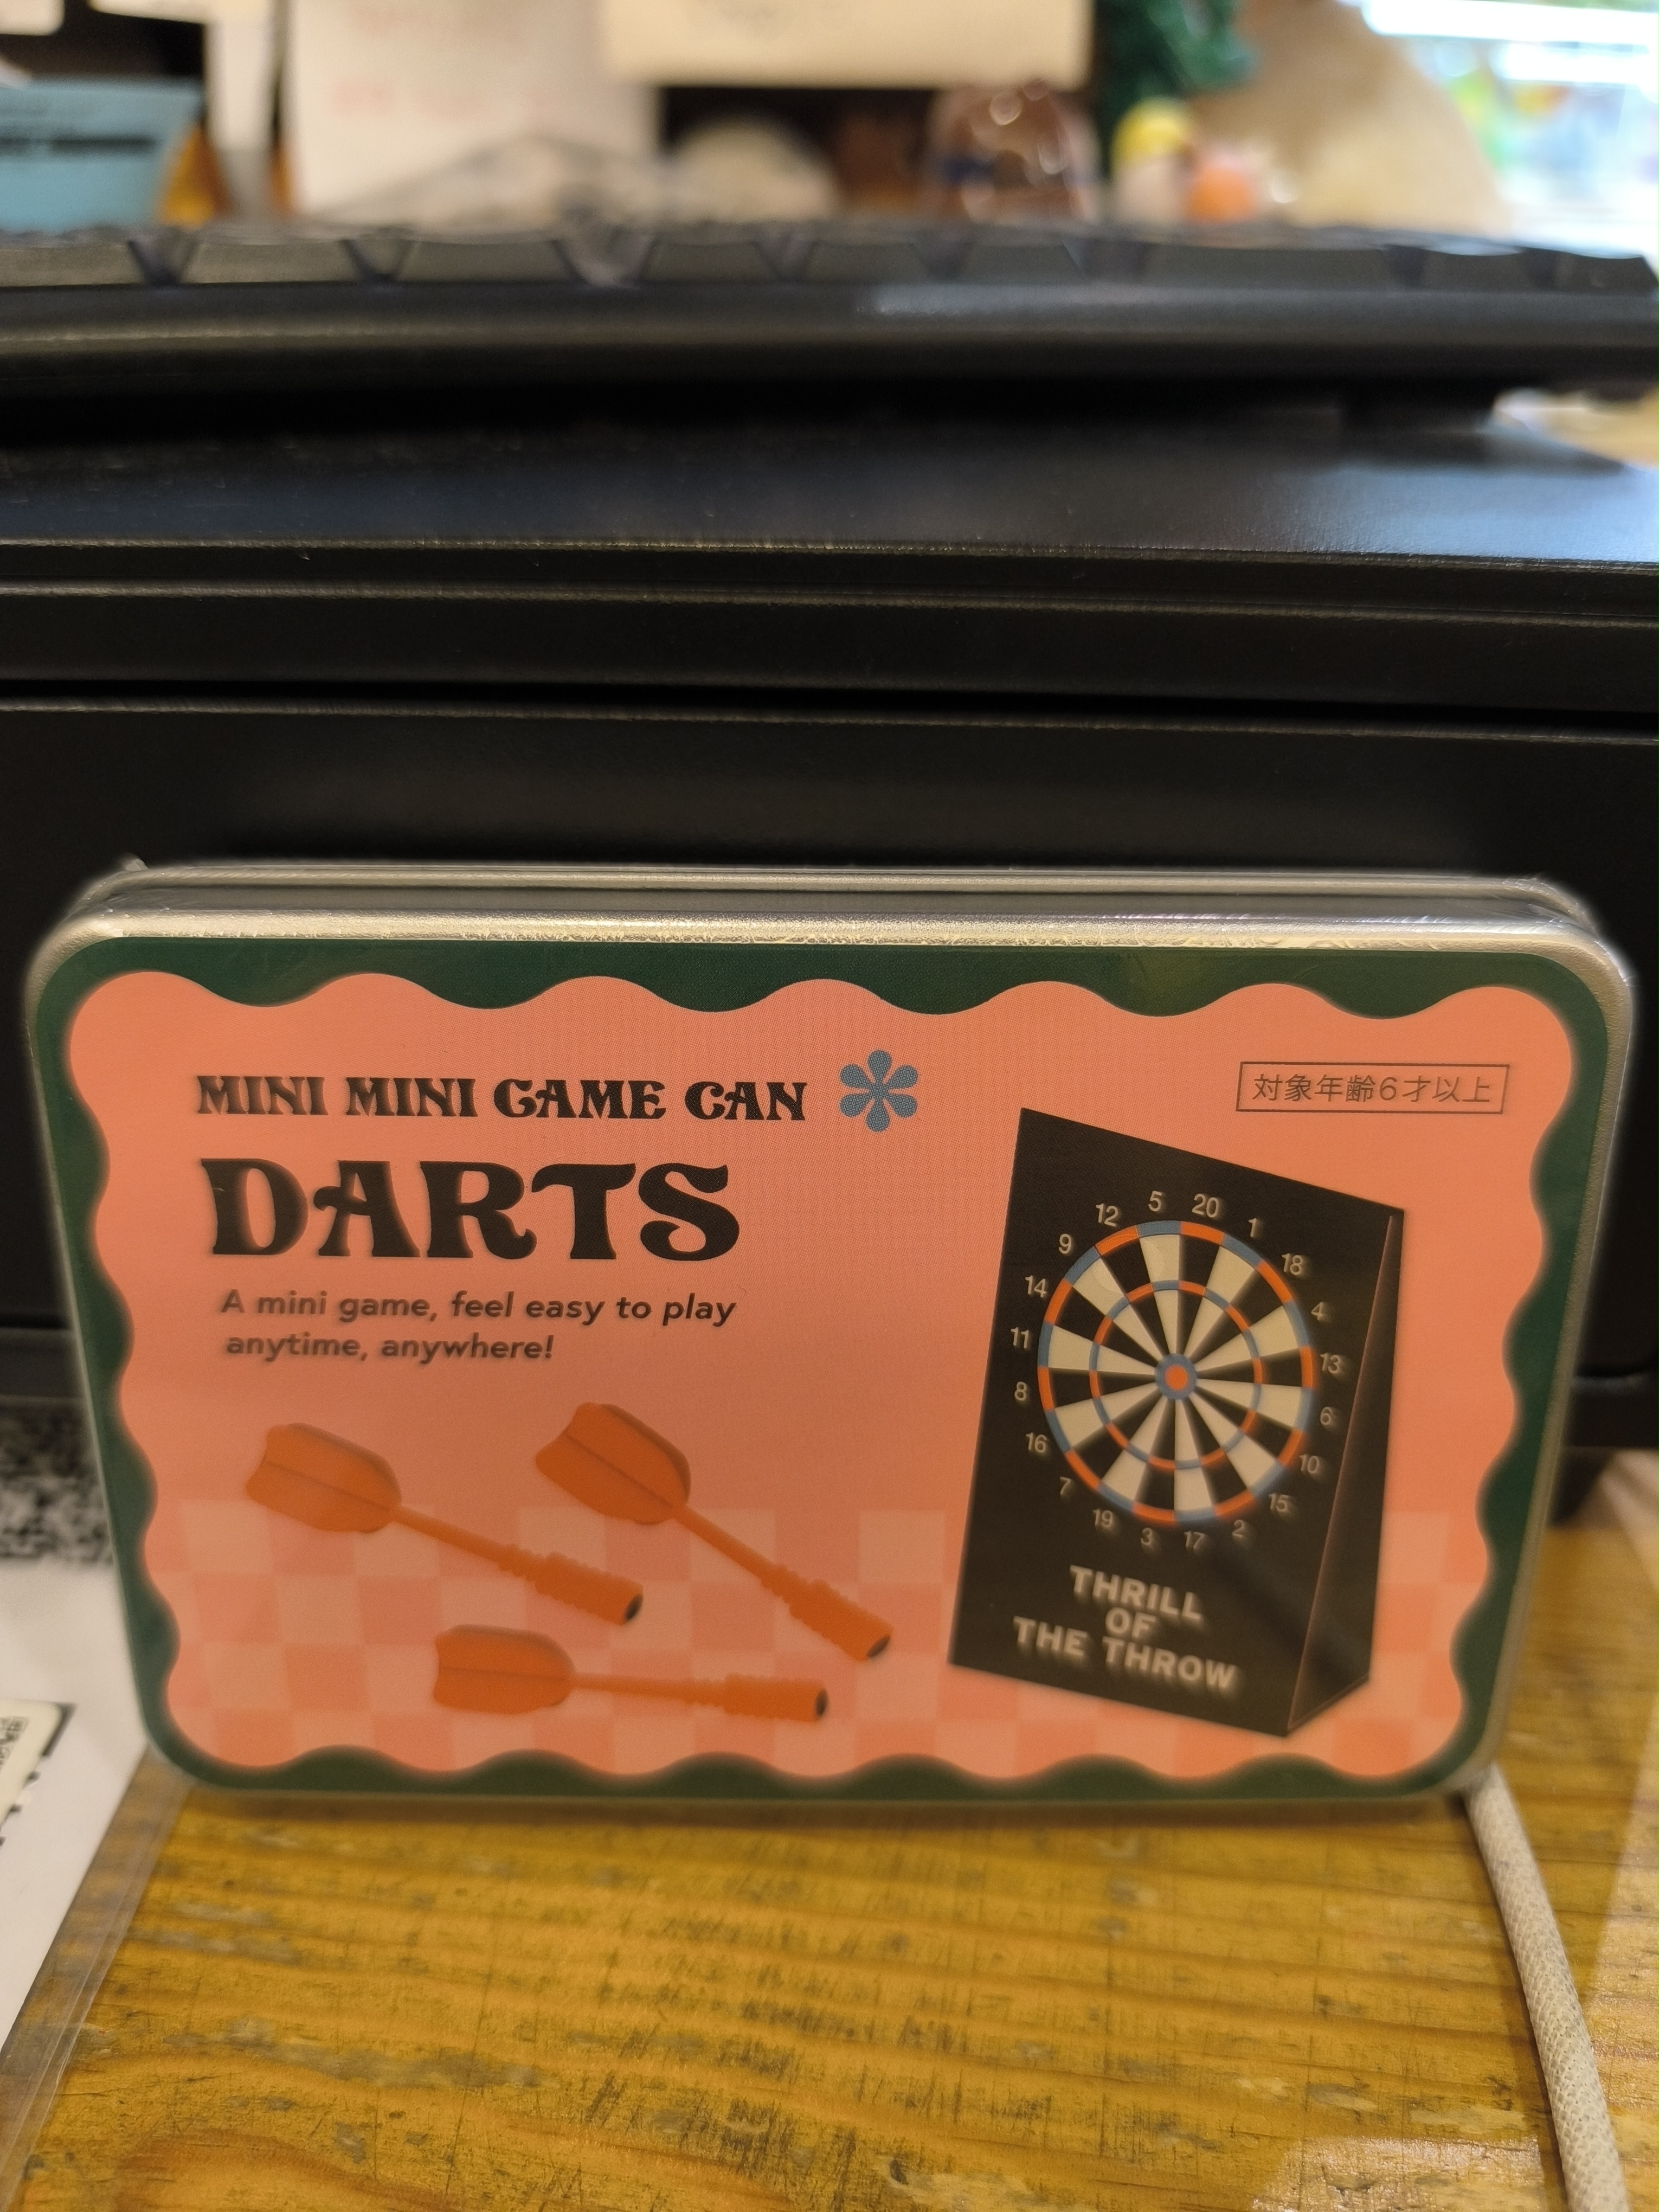 MINI MINI GAME CAN
対象年齢6才以上
DARTS
A mini game, feel easy to play
anytime, anywhere!
5
20
12
1
9
18
14
4
11
13
8
6
16
10
7
15
19
2
3
17
THRILL
OF
THE THROW